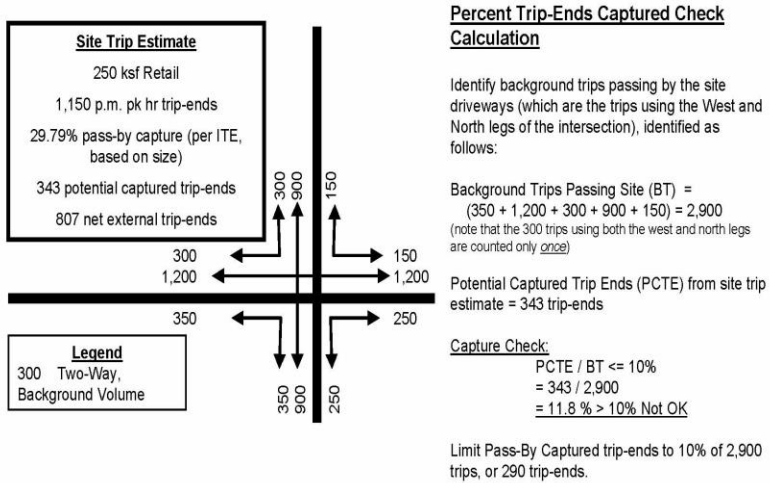 Site Trip Estimate
250 ksf Retail
1,150 p.m. pk hr trip-ends
29.79% pass-by capture (per ITE,
based on size)
343 potential captured trip-ends
807 net external trip-ends
300
900
150
300
150
1,200
1,200
350
250
350
900
250
Legend
300 Two-Way,
Background Volume
Percent Trip-Ends Captured Check
Calculation
Identify background trips passing by the site
driveways (which are the trips using the West and
North legs of the intersection), identified as
follows:
Background Trips Passing Site (BT) =
(350 + 1,200 + 300 + 900 + 150) = 2,900
(note that the 300 trips using both the west and north legs
are counted only once)
Potential Captured Trip Ends (PCTE) from site trip
estimate = 343 trip-ends
Capture Check:
PCTE / BT <= 10%
= 343 / 2,900
= 11.8 % > 10% Not OK
Limit Pass-By Captured trip-ends to 10% of 2,900
trips, or 290 trip-ends.